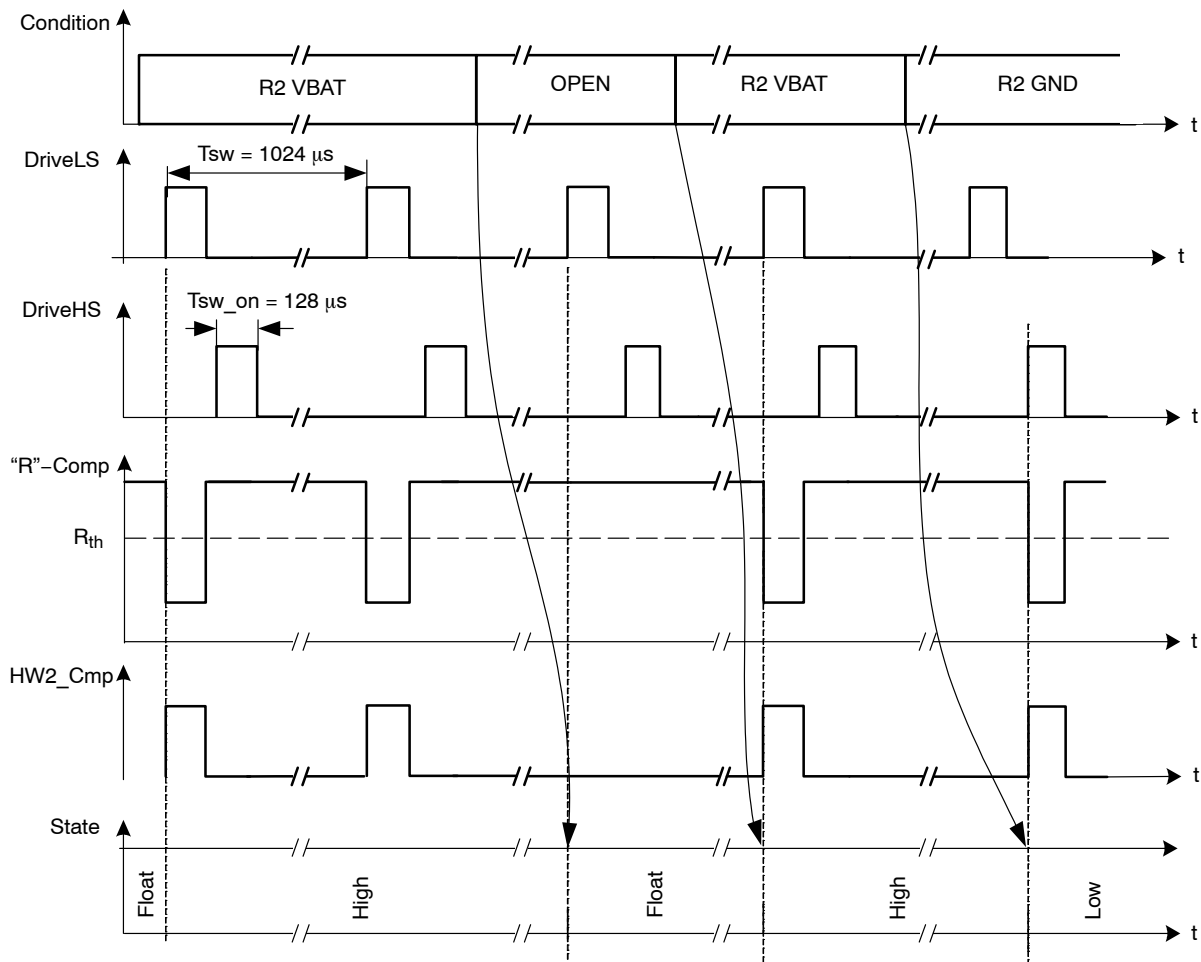 Condition
R2 VBAT
OPEN
R2 VBAT
R2 GND
t
DriveLS
Tsw = 1024 μs
t
DriveHS
Tsw_on = 128 μs
t
“R”−Comp
Rth
t
HW2_Cmp
t
State
Float
High
Float
High
Low
t